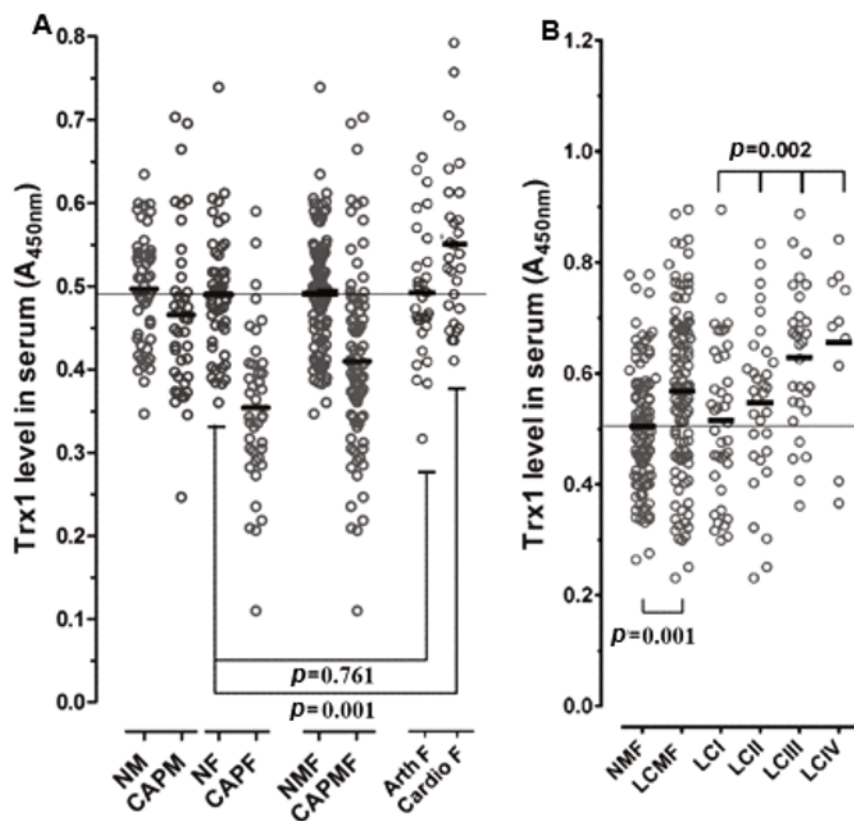 A
Trx1 level in serum (A450nm)
0.8
0.7
0.6
0.5
0.4
0.3
0.2
0.1
0.0
p=0.761
p=0.001
NM
CAPM
NF
CAPF
NMF
CAPMF
Arth F
Cardio F
B
Trx1 level in serum (A450nm)
1.2
1.0
0.8
0.6
0.4
0.2
0.0
p=0.002
p=0.001
NMF
LCMF
LCI
LCII
LCIII
LCIV